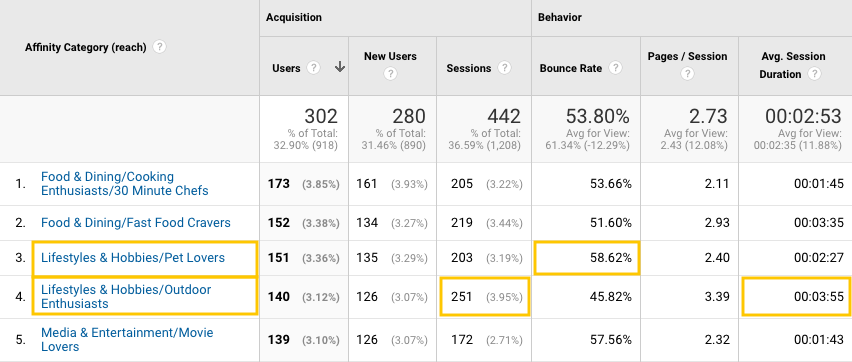 Acquisition Behavior
Affinity Category (reach) ? Users ? ↓ New Users ? Sessions ? Bounce Rate ? Pages / Session ? Avg. Session Duration ?
302 280 442 53.80% 2.73 00:02:53
% of Total: % of Total: % of Total: Avg for View: Avg for View: Avg for View:
32.90% (918) 31.46% (890) 36.59% (1,208) 61.34% (-12.29%) 2.43 (12.08%) 00:02:35 (11.88%)
1. Food & Dining/Cooking
Enthusiasts/30 Minute Chefs 173 (3.85%) 161 (3.93%) 205 (3.22%) 53.66% 2.11 00:01:45
2. Food & Dining/Fast Food Cravers 152 (3.38%) 134 (3.27%) 219 (3.44%) 51.60% 2.93 00:03:35
3. Lifestyles & Hobbies/Pet Lovers 151 (3.36%) 135 (3.29%) 203 (3.19%) 58.62% 2.40 00:02:27
4. Lifestyles & Hobbies/Outdoor
Enthusiasts 140 (3.12%) 126 (3.07%) 251 (3.95%) 45.82% 3.39 00:03:55
5. Media & Entertainment/Movie
Lovers 139 (3.10%) 126 (3.07%) 172 (2.71%) 57.56% 2.32 00:01:43